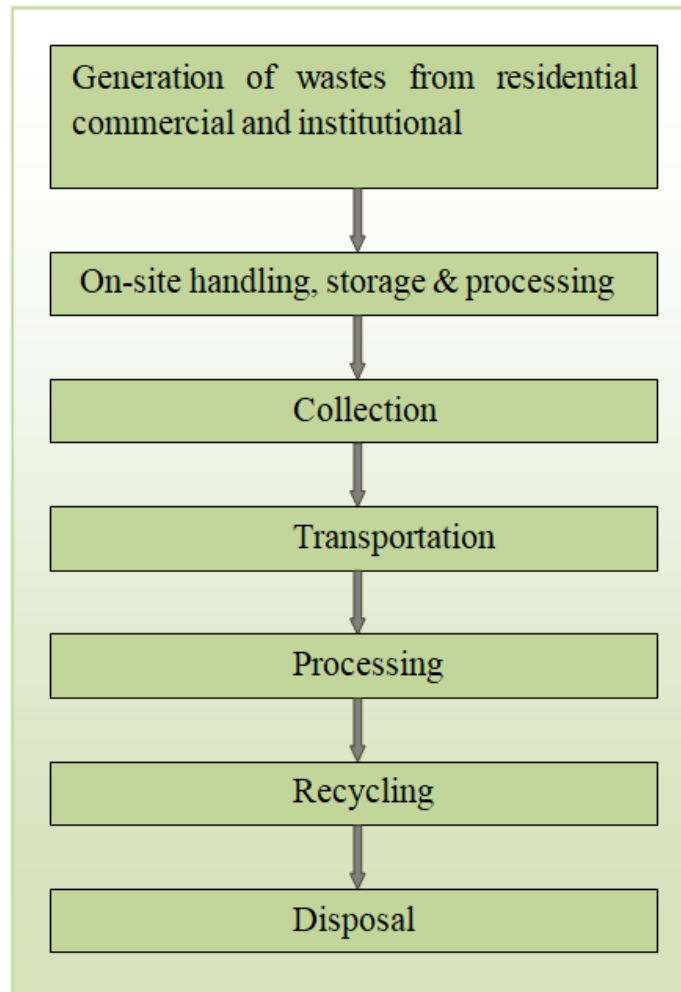 Generation of wastes from residential
commercial and institutional
On-site handling, storage & processing
Collection
Transportation
Processing
Recycling
Disposal